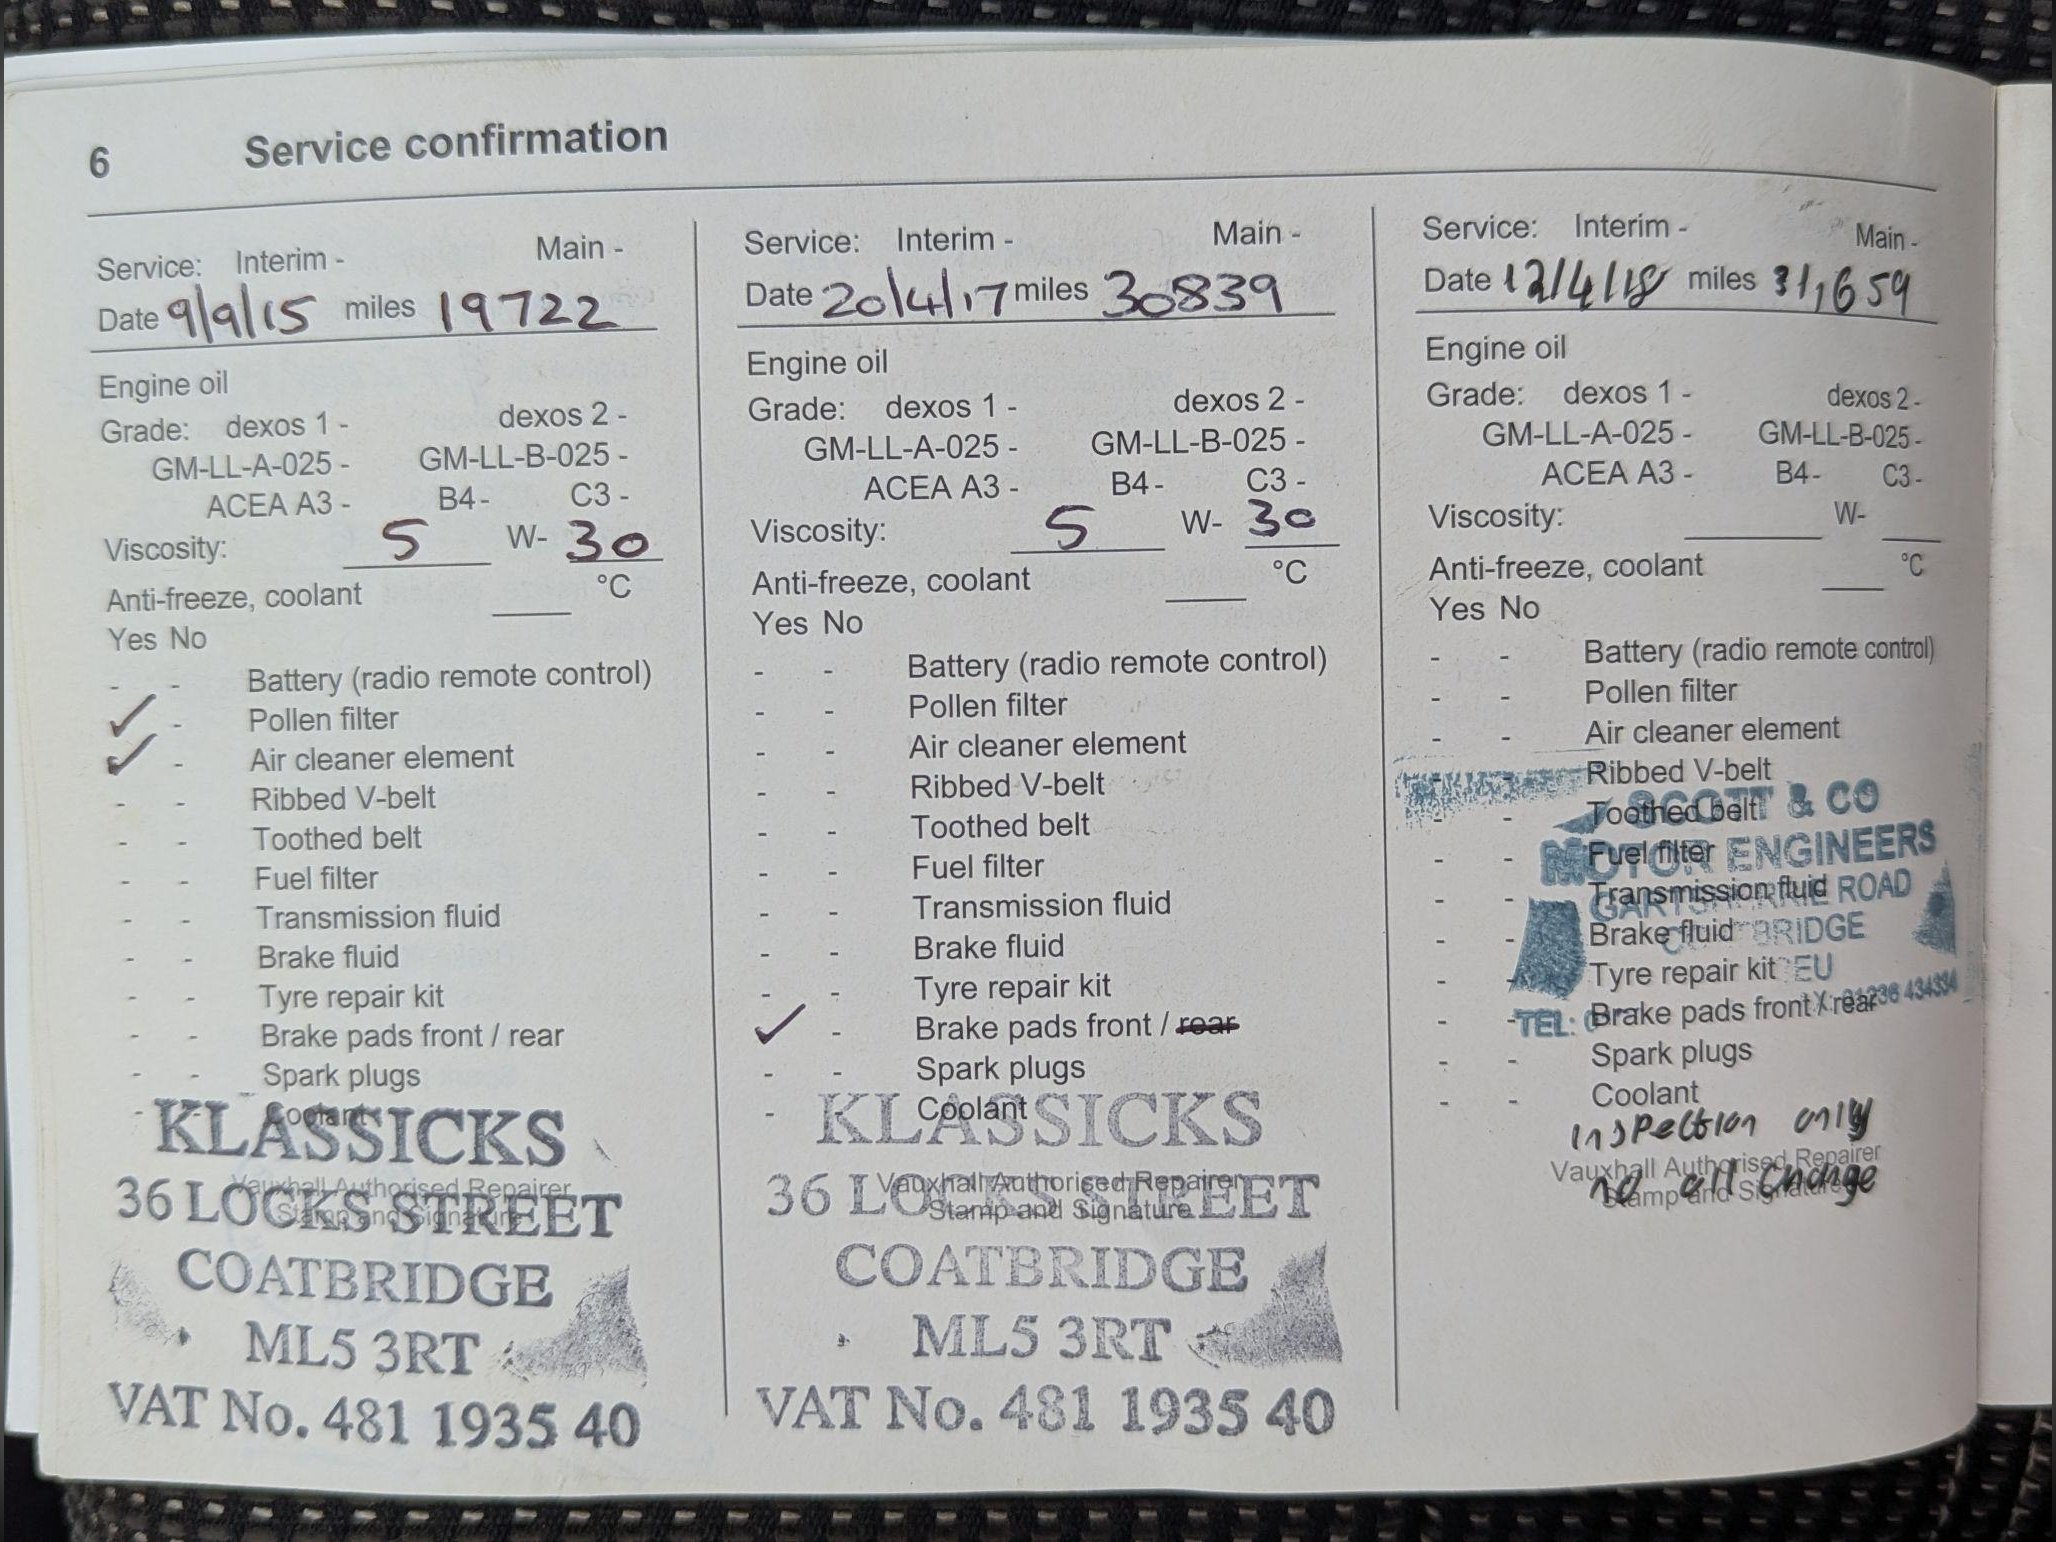 6 Service confirmation
Service: Interim - Main -
Date 9/9/15 miles 19722
Engine oil
Grade: dexos 1 - dexos 2 -
GM-LL-A-025 - GM-LL-B-025 -
ACEA A3 - B4 - C3 -
Viscosity: 5 W- 30
Anti-freeze, coolant °C
Yes No
- - Battery (radio remote control)
✓ - Pollen filter
✓ - Air cleaner element
- - Ribbed V-belt
- - Toothed belt
- - Fuel filter
- - Transmission fluid
- - Brake fluid
- - Tyre repair kit
- - Brake pads front / rear
- - Spark plugs
- - Coolant
KLASSICKS
Vauxhall Authorised Repairer
36 LOCKS STREET
Stamp and Signature
COATBRIDGE
ML5 3RT
VAT No. 481 1935 40
Service: Interim - Main -
Date 20/4/17 miles 30839
Engine oil
Grade: dexos 1 - dexos 2 -
GM-LL-A-025 - GM-LL-B-025 -
ACEA A3 - B4 - C3 -
Viscosity: 5 W- 30
Anti-freeze, coolant °C
Yes No
- - Battery (radio remote control)
- - Pollen filter
- - Air cleaner element
- - Ribbed V-belt
- - Toothed belt
- - Fuel filter
- - Transmission fluid
- - Brake fluid
- - Tyre repair kit
✓ - Brake pads front / rear
- - Spark plugs
- Coolant
KLASSICKS
Vauxhall Authorised Repairer
36 LOCKS STREET
Stamp and Signature
COATBRIDGE
ML5 3RT
VAT No. 481 1935 40
Service: Interim - Main -
Date 12/4/18 miles 31,659
Engine oil
Grade: dexos 1 - dexos 2 -
GM-LL-A-025 - GM-LL-B-025 -
ACEA A3 - B4 - C3 -
Viscosity: W-
Anti-freeze, coolant °C
Yes No
- - Battery (radio remote control)
- - Pollen filter
- - Air cleaner element
- - Ribbed V-belt
SCOTT & CO
- - Toothed belt
MOTOR ENGINEERS
- - Fuel filter
ROAD
- - Transmission fluid
- - Brake fluid
- - Tyre repair kit
- - Brake pads front / rear
TEL: 434334
- - Spark plugs
- - Coolant
Inspection only
Vauxhall Authorised Repairer
no oil Change
Stamp and Signature